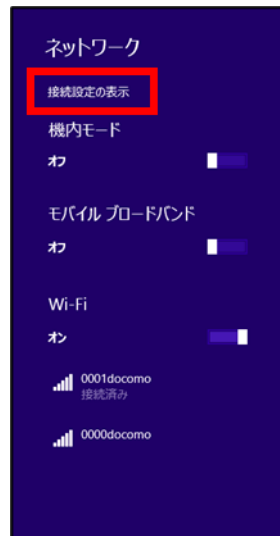 ネットワーク
接続設定の表示
機内モード
オフ
モバイル ブロードバンド
オフ
Wi-Fi
オン
0001docomo
接続済み
0000docomo